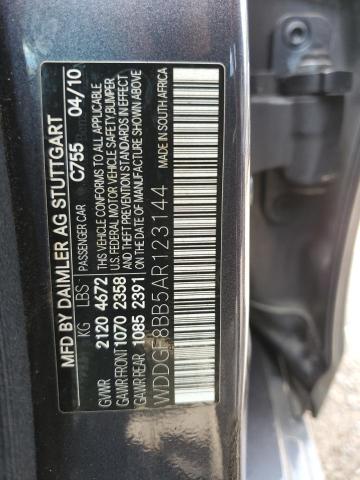 MFD BY DAIMLER AG STUTTGART
KG LBS PASSENGER CAR C755 04/10
GVWR 2120 4672 THIS VEHICLE CONFORMS TO ALL APPLICABLE
GAWR FRONT 1070 2358 U.S. FEDERAL MOTOR VEHICLE SAFETY,BUMPER
GAWR REAR 1085 2391 AND THEFT PREVENTION STANDARDS IN EFFECT
ON THE DATE OF MANUFACTURE SHOWN ABOVE
WDDGF8BB5AR123144 MADE IN SOUTH AFRICA